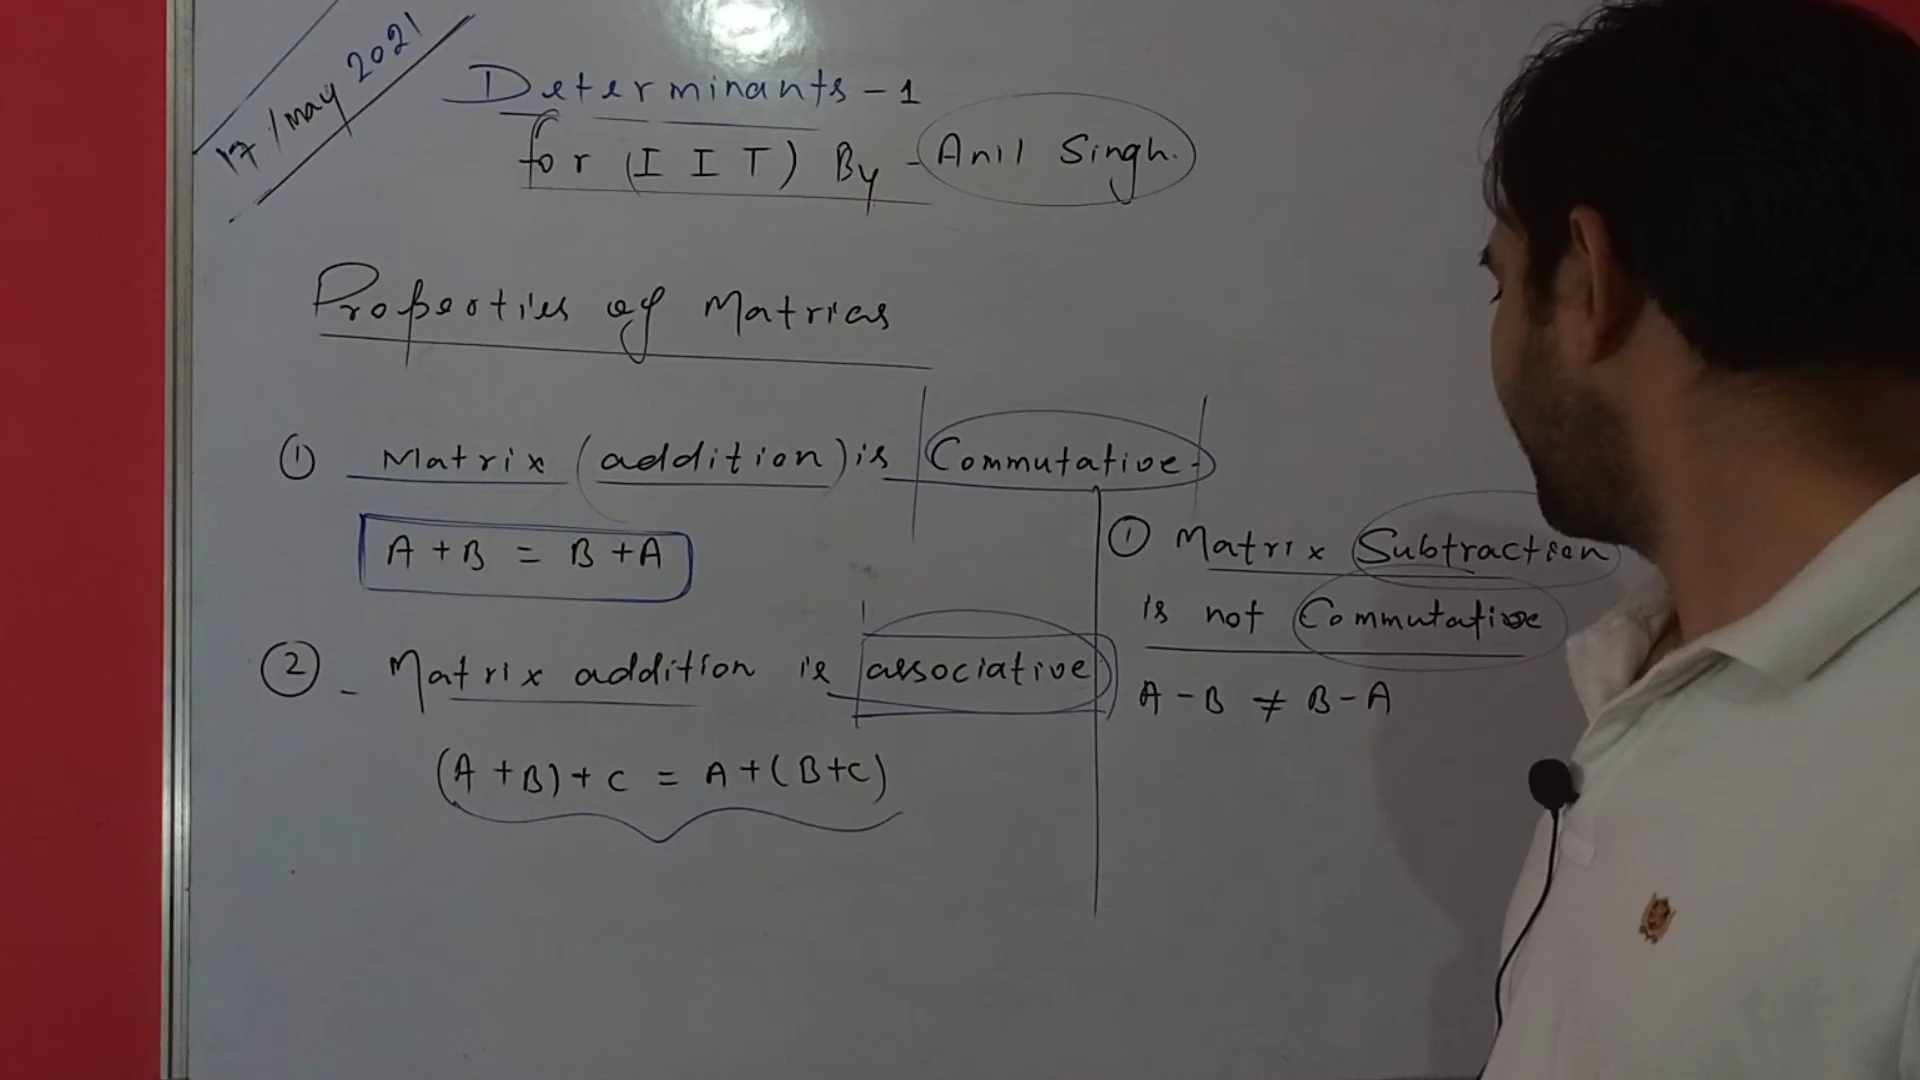 17/May 2021
Determinants-1
for (IIT) By - Anil Singh.
Properties of Matrices
① Matrix (addition) is Commutative.
A+B = B+A
② - Matrix addition is associative
(A+B)+C = A+(B+C)
① Matrix Subtraction
is not Commutative
A-B ≠ B-A